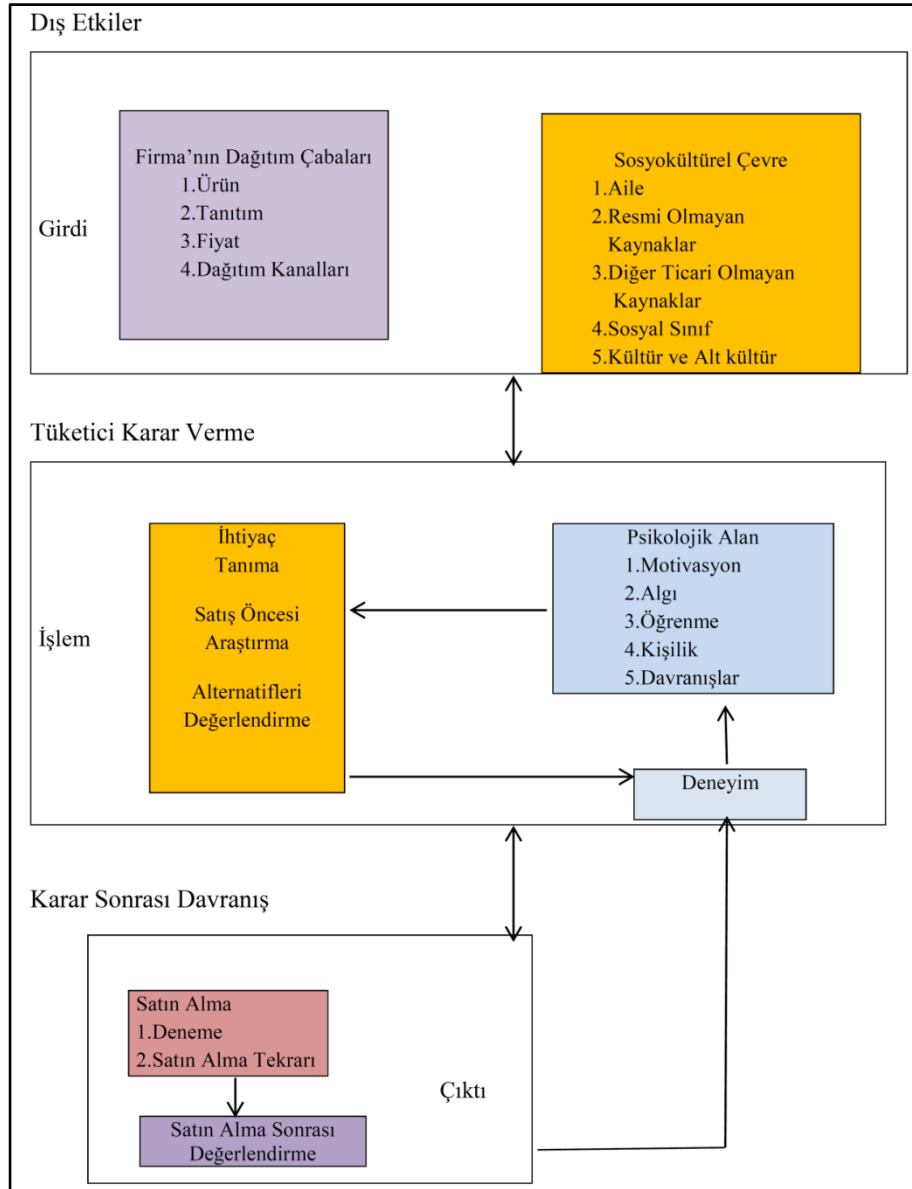 Dış Etkiler
Girdi
Firma’nın Dağıtım Çabaları
1.Ürün
2.Tanıtım
3.Fiyat
4.Dağıtım Kanalları
Sosyokültürel Çevre
1.Aile
2.Resmi Olmayan
Kaynaklar
3.Diğer Ticari Olmayan
Kaynaklar
4.Sosyal Sınıf
5.Kültür ve Alt kültür
Tüketici Karar Verme
İşlem
İhtiyaç
Tanıma
Satış Öncesi
Araştırma
Alternatifleri
Değerlendirme
Psikolojik Alan
1.Motivasyon
2.Algı
3.Öğrenme
4.Kişilik
5.Davranışlar
Deneyim
Karar Sonrası Davranış
Satın Alma
1.Deneme
2.Satın Alma Tekrarı
Çıktı
Satın Alma Sonrası
Değerlendirme